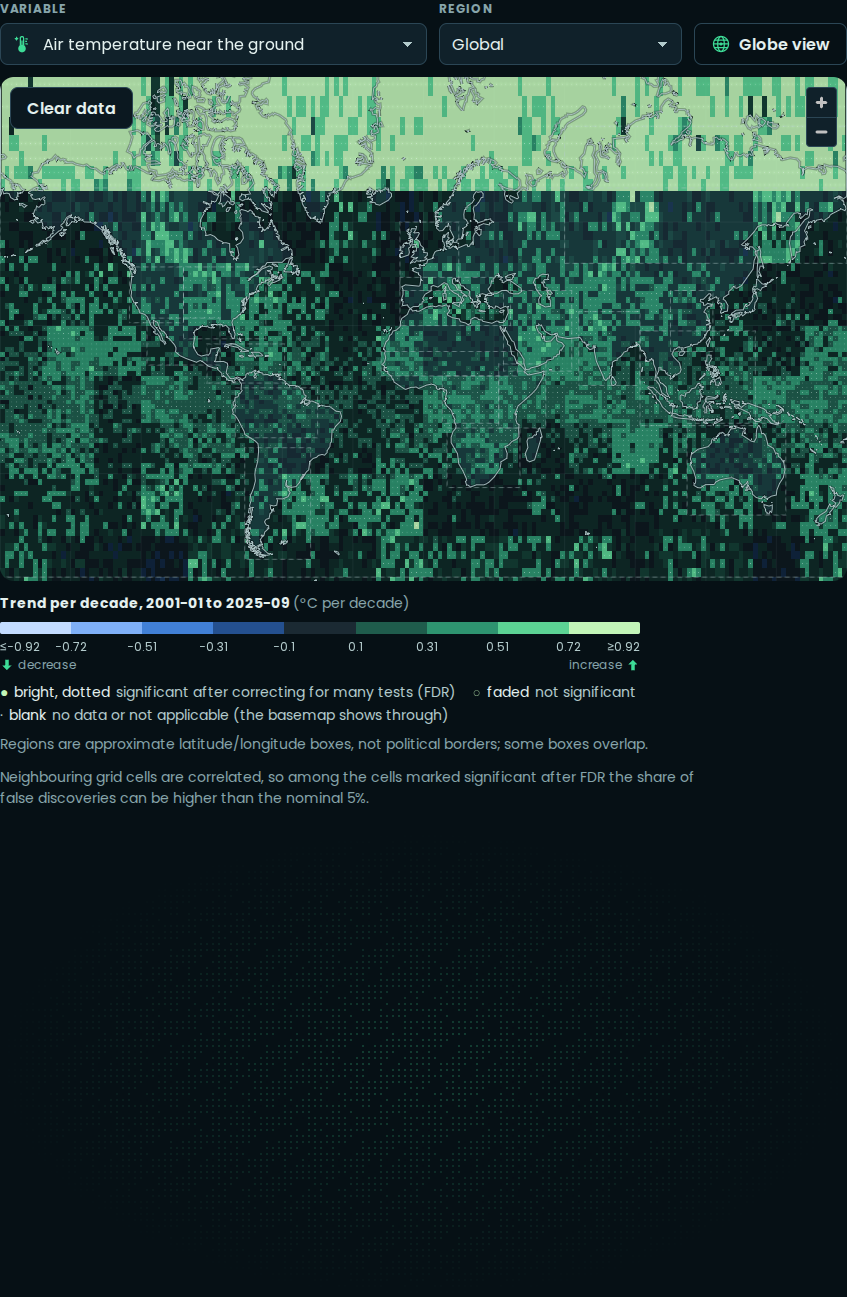 VARIABLE
REGION
Air temperature near the ground
Global
Globe view
Clear data
+
−
Trend per decade, 2001-01 to 2025-09 (°C per decade)
≤-0.92 -0.72 -0.51 -0.31 -0.1 0.1 0.31 0.51 0.72 ≥0.92
decrease
increase
bright, dotted significant after correcting for many tests (FDR) faded not significant
· blank no data or not applicable (the basemap shows through)
Regions are approximate latitude/longitude boxes, not political borders; some boxes overlap.
Neighbouring grid cells are correlated, so among the cells marked significant after FDR the share of
false discoveries can be higher than the nominal 5%.